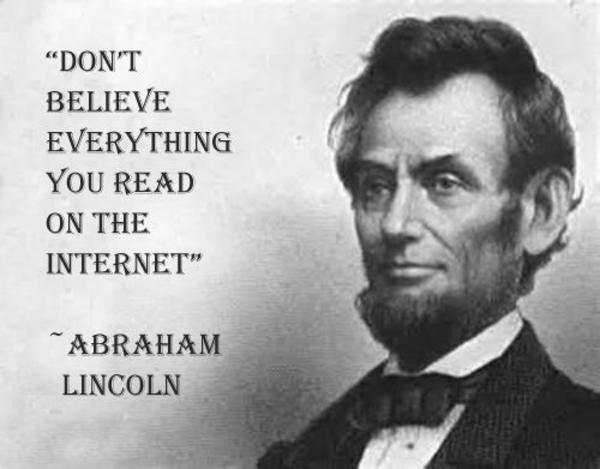 “DON'T
BELIEVE
EVERYTHING
YOU READ
ON THE
INTERNET”
~ABRAHAM
LINCOLN